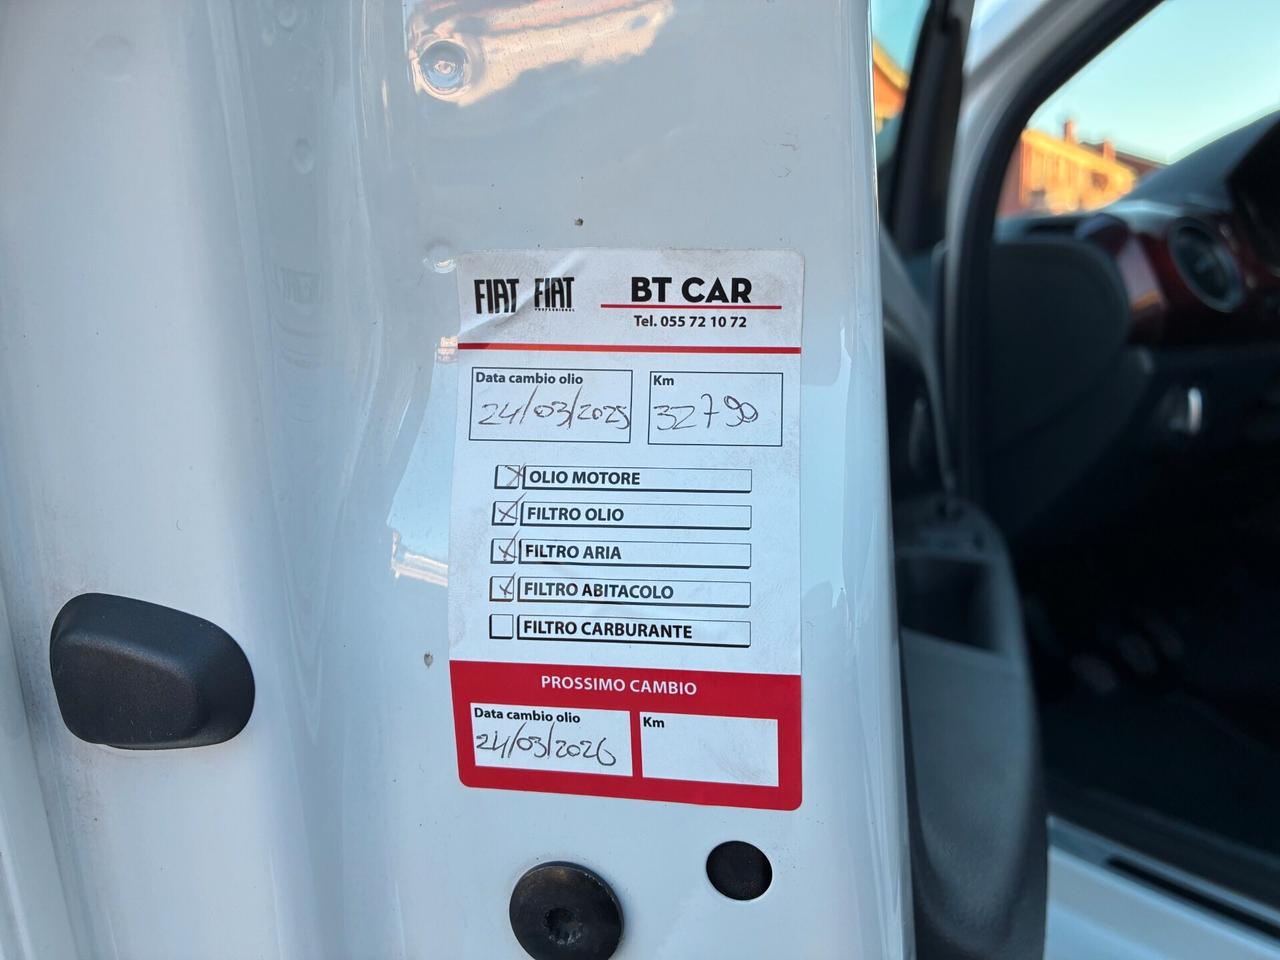 FIAT FIAT BT CAR
PROFESSIONAL
Tel. 055 72 10 72
Data cambio olio Km
24/03/2025 32790
OLIO MOTORE
FILTRO OLIO
FILTRO ARIA
FILTRO ABITACOLO
FILTRO CARBURANTE
PROSSIMO CAMBIO
Data cambio olio Km
24/03/2026